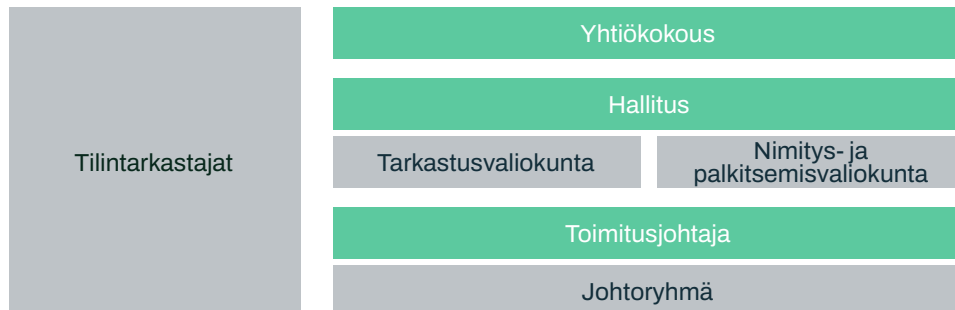 Tilintarkastajat
Yhtiökokous
Hallitus
Tarkastusvaliokunta
Nimitys- ja
palkitsemisvaliokunta
Toimitusjohtaja
Johtoryhmä